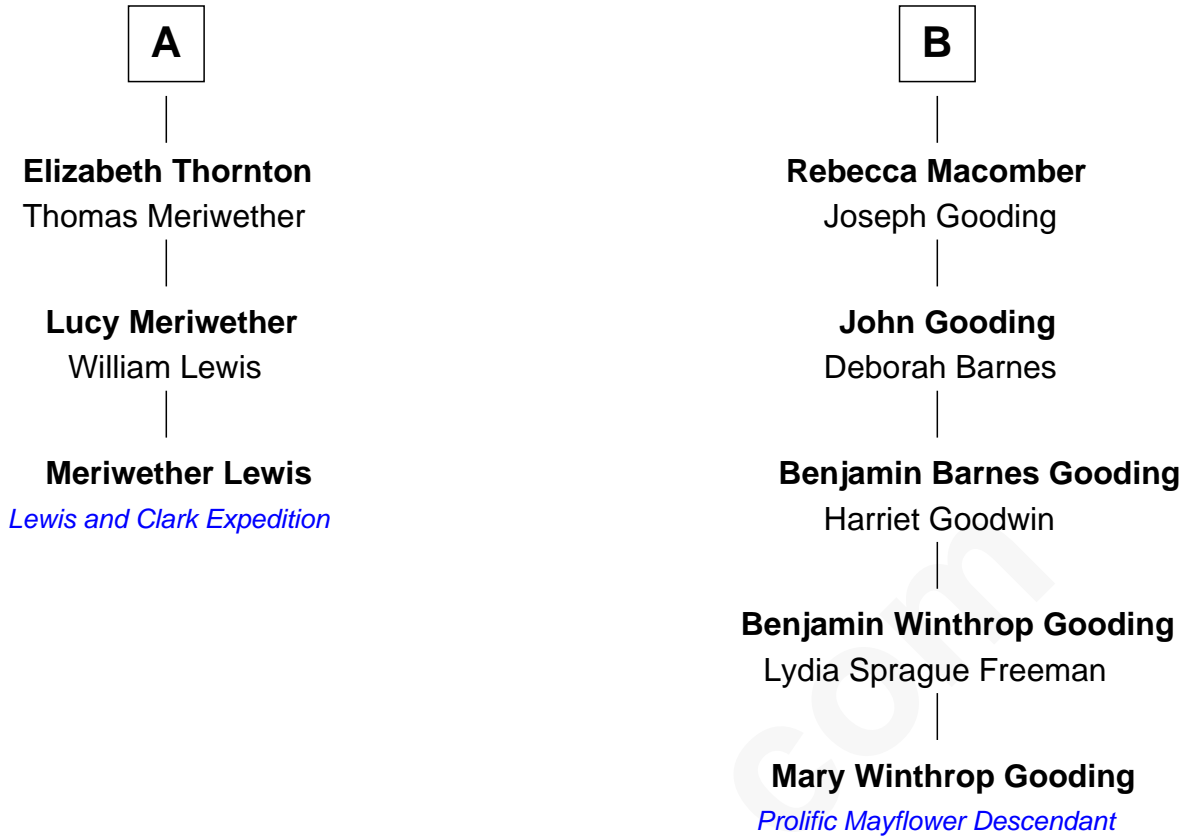 A
Elizabeth Thornton
Thomas Meriwether
Lucy Meriwether
William Lewis
Meriwether Lewis
Lewis and Clark Expedition
B
Rebecca Macomber
Joseph Gooding
John Gooding
Deborah Barnes
Benjamin Barnes Gooding
Harriet Goodwin
Benjamin Winthrop Gooding
Lydia Sprague Freeman
Mary Winthrop Gooding
Prolific Mayflower Descendant
com